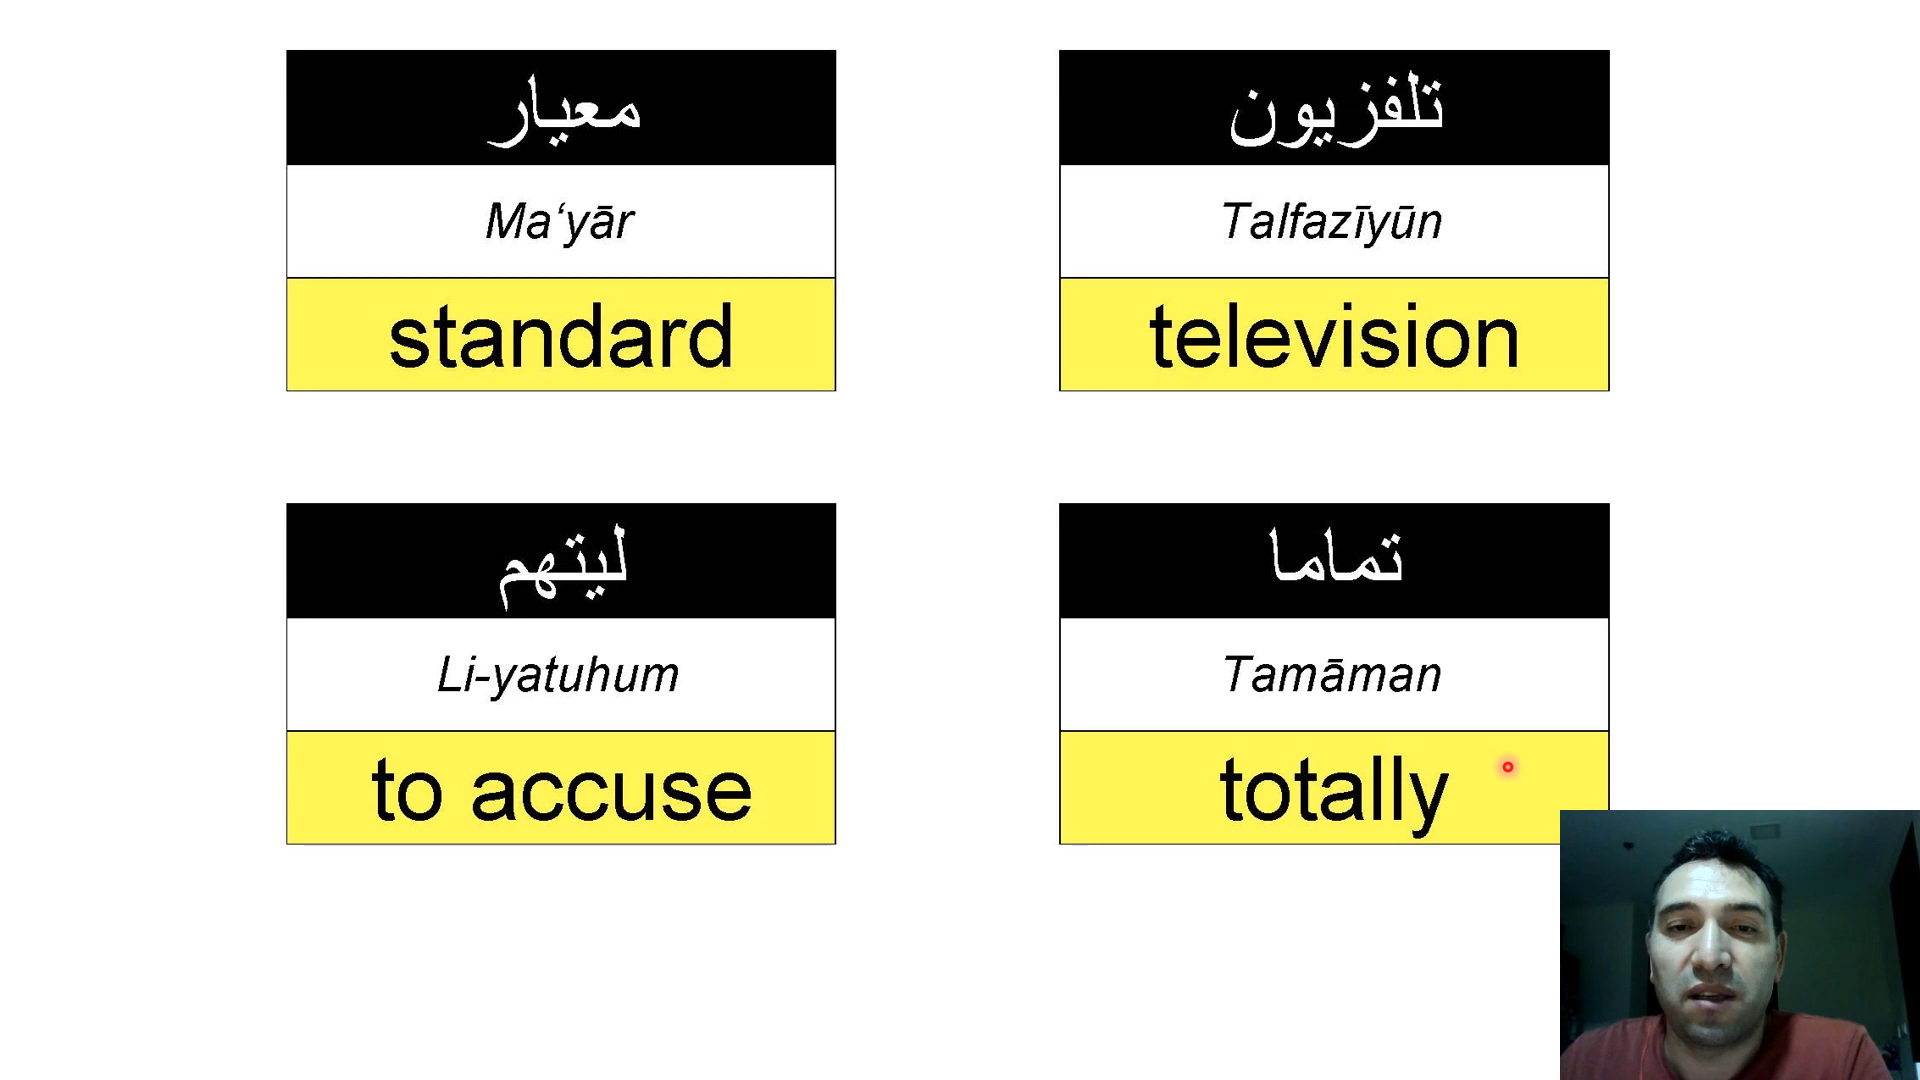 معيار
Ma‘yār
standard
تلفزيون
Talfazīyūn
television
ليتهم
Li-yatuhum
to accuse
تماما
Tamāman
totally